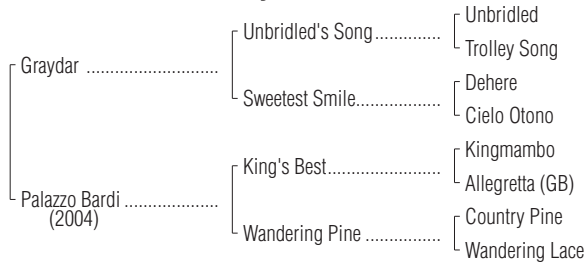 Unbridled
Unbridled's Song..............
Trolley Song
Graydar ............................
Dehere
Sweetest Smile..................
Cielo Otono
Kingmambo
King's Best........................
Allegretta (GB)
Palazzo Bardi ....................
(2004)
Country Pine
Wandering Pine ................
Wandering Lace